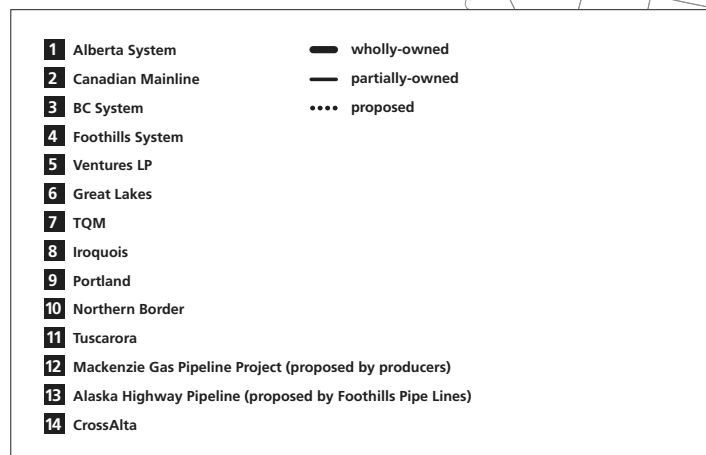 1 Alberta System
2 Canadian Mainline
3 BC System
4 Foothills System
5 Ventures LP
6 Great Lakes
7 TQM
8 Iroquois
9 Portland
10 Northern Border
11 Tuscarora
12 Mackenzie Gas Pipeline Project (proposed by producers)
13 Alaska Highway Pipeline (proposed by Foothills Pipe Lines)
14 CrossAlta
wholly-owned
partially-owned
proposed